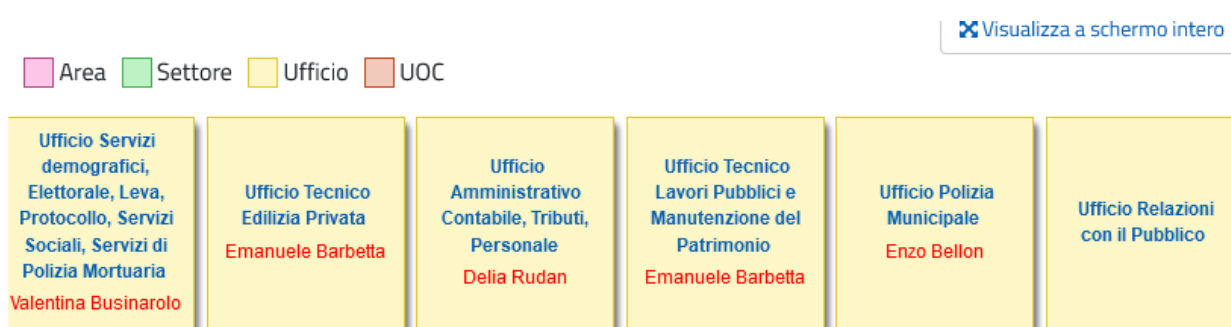 Visualizza a schermo intero
Area Settore Ufficio UOC
Ufficio Servizi
demografici,
Elettorale, Leva,
Protocollo, Servizi
Sociali, Servizi di
Polizia Mortuaria
Valentina Businarolo
Ufficio Tecnico
Edilizia Privata
Emanuele Barbetta
Ufficio
Amministrativo
Contabile, Tributi,
Personale
Delia Rudan
Ufficio Tecnico
Lavori Pubblici e
Manutenzione del
Patrimonio
Emanuele Barbetta
Ufficio Polizia
Municipale
Enzo Bellon
Ufficio Relazioni
con il Pubblico